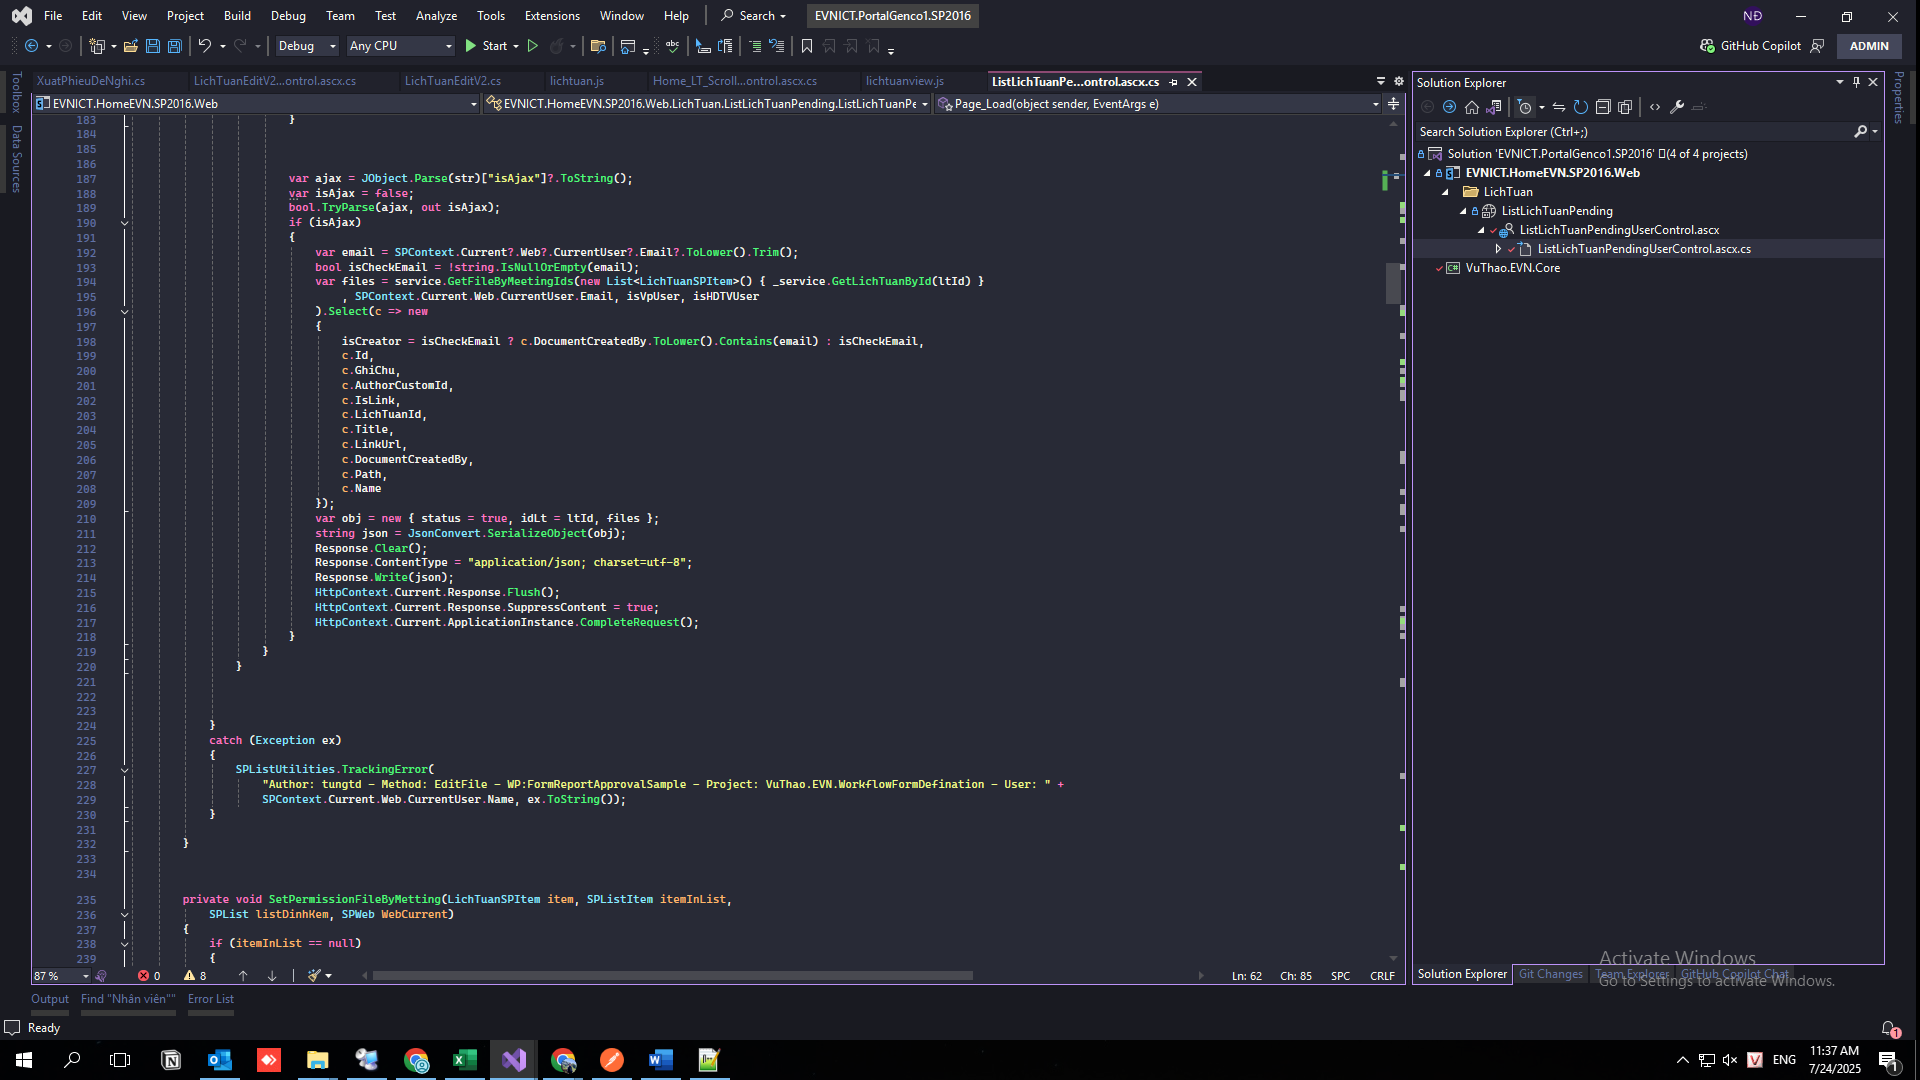 File Edit View Project Build Debug Team Test Analyze Tools Extensions Window Help Search EVNICT.PortalGenco1.SP2016 NĐ
Debug Any CPU Start GitHub Copilot ADMIN
XuatPhieuDeNghi.cs LichTuanEditV2...ontrol.ascx.cs LichTuanEditV2.cs lichtuan.js Home_LT_Scroll...ontrol.ascx.cs lichtuanview.js ListLichTuanPe...ontrol.ascx.cs
EVNICT.HomeEVN.SP2016.Web EVNICT.HomeEVN.SP2016.Web.LichTuan.ListLichTuanPending.ListLichTuanPe Page_Load(object sender, EventArgs e)
Toolbox
Data Sources
183 }
184
185
186
187 var ajax = JObject.Parse(str)["isAjax"]?.ToString();
188 var isAjax = false;
189 bool.TryParse(ajax, out isAjax);
190 if (isAjax)
191 {
192 var email = SPContext.Current?.Web?.CurrentUser?.Email?.ToLower().Trim();
193 bool isCheckEmail = !string.IsNullOrEmpty(email);
194 var files = service.GetFileByMeetingIds(new List<LichTuanSPItem>() { _service.GetLichTuanById(ltId) }
195 , SPContext.Current.Web.CurrentUser.Email, isVpUser, isHDTVUser
196 ).Select(c => new
197 {
198 isCreator = isCheckEmail ? c.DocumentCreatedBy.ToLower().Contains(email) : isCheckEmail,
199 c.Id,
200 c.GhiChu,
201 c.AuthorCustomId,
202 c.IsLink,
203 c.LichTuanId,
204 c.Title,
205 c.LinkUrl,
206 c.DocumentCreatedBy,
207 c.Path,
208 c.Name
209 });
210 var obj = new { status = true, idLt = ltId, files };
211 string json = JsonConvert.SerializeObject(obj);
212 Response.Clear();
213 Response.ContentType = "application/json; charset=utf-8";
214 Response.Write(json);
215 HttpContext.Current.Response.Flush();
216 HttpContext.Current.Response.SuppressContent = true;
217 HttpContext.Current.ApplicationInstance.CompleteRequest();
218 }
219 }
220 }
221
222
223
224 }
225 catch (Exception ex)
226 {
227 SPListUtilities.TrackingError(
228 "Author: tungtd - Method: EditFile - WP:FormReportApprovalSample - Project: VuThao.EVN.WorkflowFormDefination - User: " +
229 SPContext.Current.Web.CurrentUser.Name, ex.ToString());
230 }
231
232 }
233
234
235 private void SetPermissionFileByMetting(LichTuanSPItem item, SPListItem itemInList,
236 SPList listDinhKem, SPWeb WebCurrent)
237 {
238 if (itemInList == null)
239 {
87 % 0 8 Ln: 62 Ch: 85 SPC CRLF
Output Find "Nhân viên"" Error List
Ready
Solution Explorer
Search Solution Explorer (Ctrl+;)
Solution 'EVNICT.PortalGenco1.SP2016' (4 of 4 projects)
EVNICT.HomeEVN.SP2016.Web
LichTuan
ListLichTuanPending
ListLichTuanPendingUserControl.ascx
ListLichTuanPendingUserControl.ascx.cs
C# VuThao.EVN.Core
Properties
Activate Windows
Go to Settings to activate Windows.
Solution Explorer Git Changes Team Explorer GitHub Copilot Chat
1
ENG
11:37 AM
7/24/2025
1